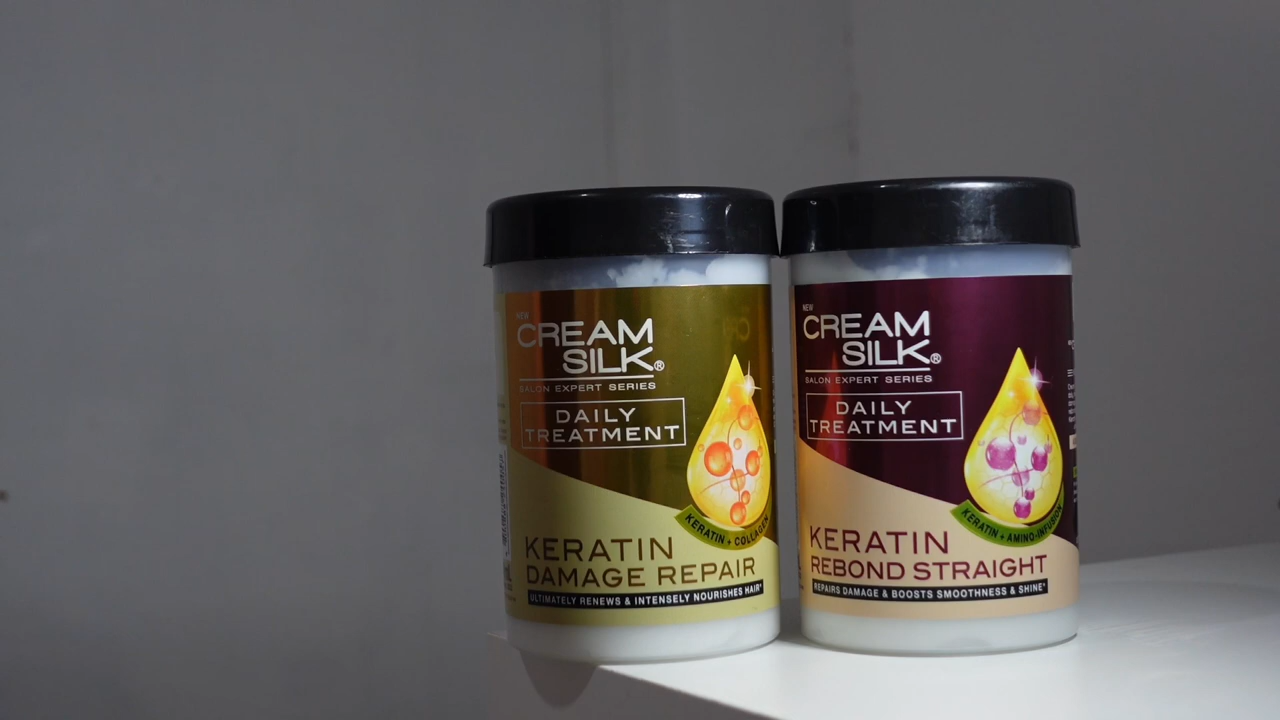 NEW
CREAM
SILK®
SALON EXPERT SERIES
DAILY
TREATMENT
KERATIN + COLLAGEN
KERATIN
DAMAGE REPAIR
ULTIMATELY RENEWS & INTENSELY NOURISHES HAIR*
NEW
CREAM
SILK®
SALON EXPERT SERIES
DAILY
TREATMENT
KERATIN + AMINO-INFUSION
KERATIN
REBOND STRAIGHT
REPAIRS DAMAGE & BOOSTS SMOOTHNESS & SHINE*